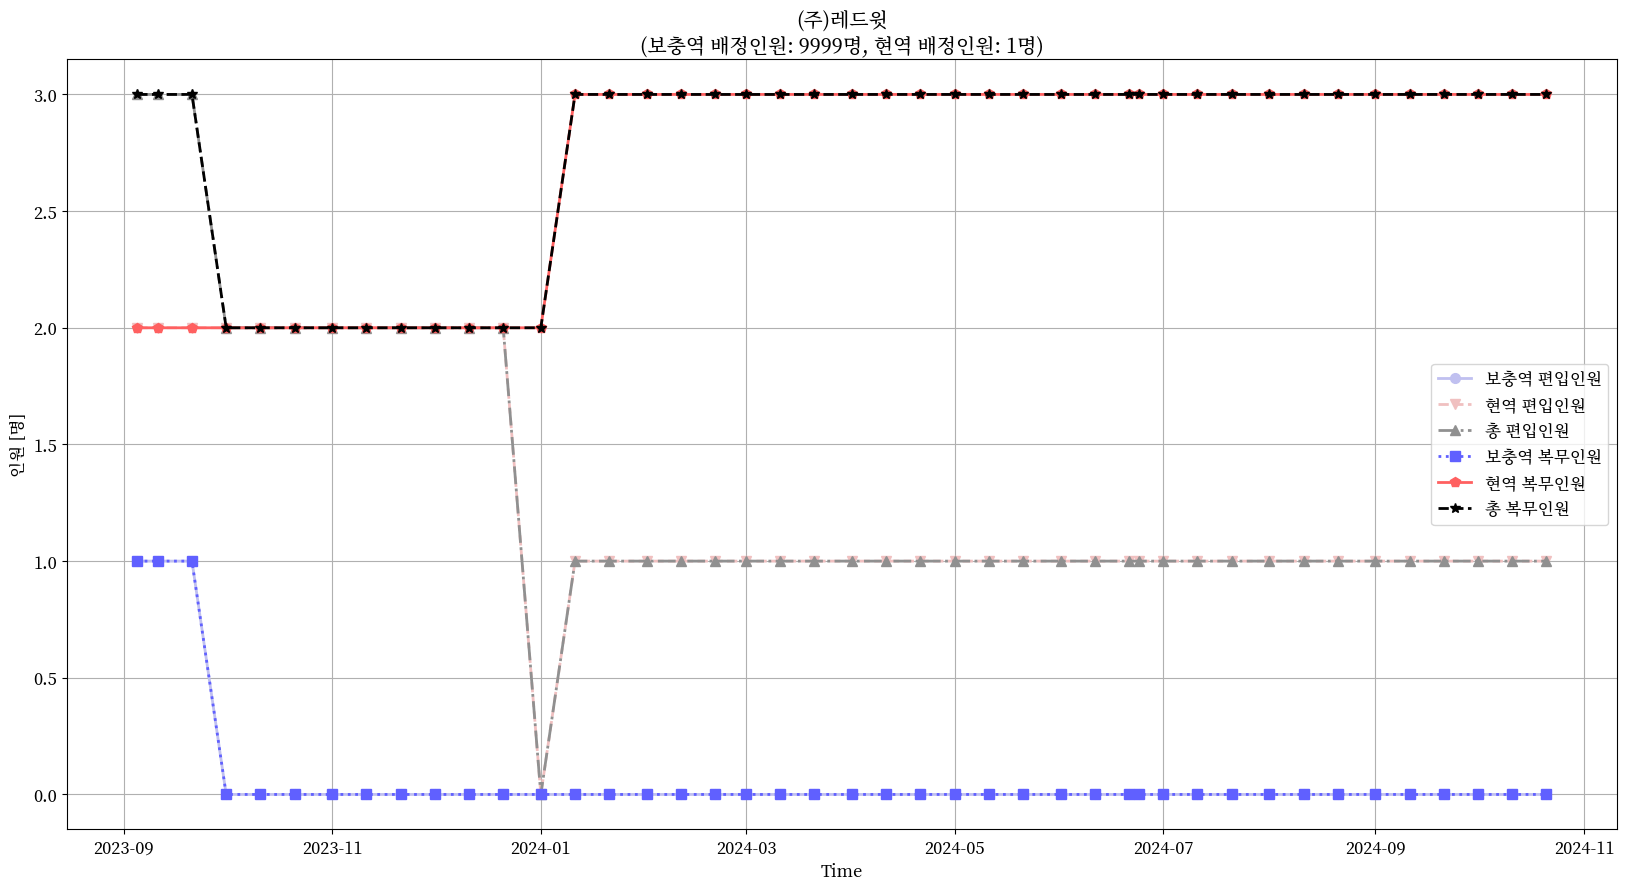 (주)레드윗
(보충역 배정인원: 9999명, 현역 배정인원: 1명)
3.0
2.5
2.0
1.5
1.0
0.5
0.0
인원 [명]
보충역 편입인원
현역 편입인원
총 편입인원
보충역 복무인원
현역 복무인원
총 복무인원
2023-09
2023-11
2024-01
2024-03
2024-05
2024-07
2024-09
2024-11
Time